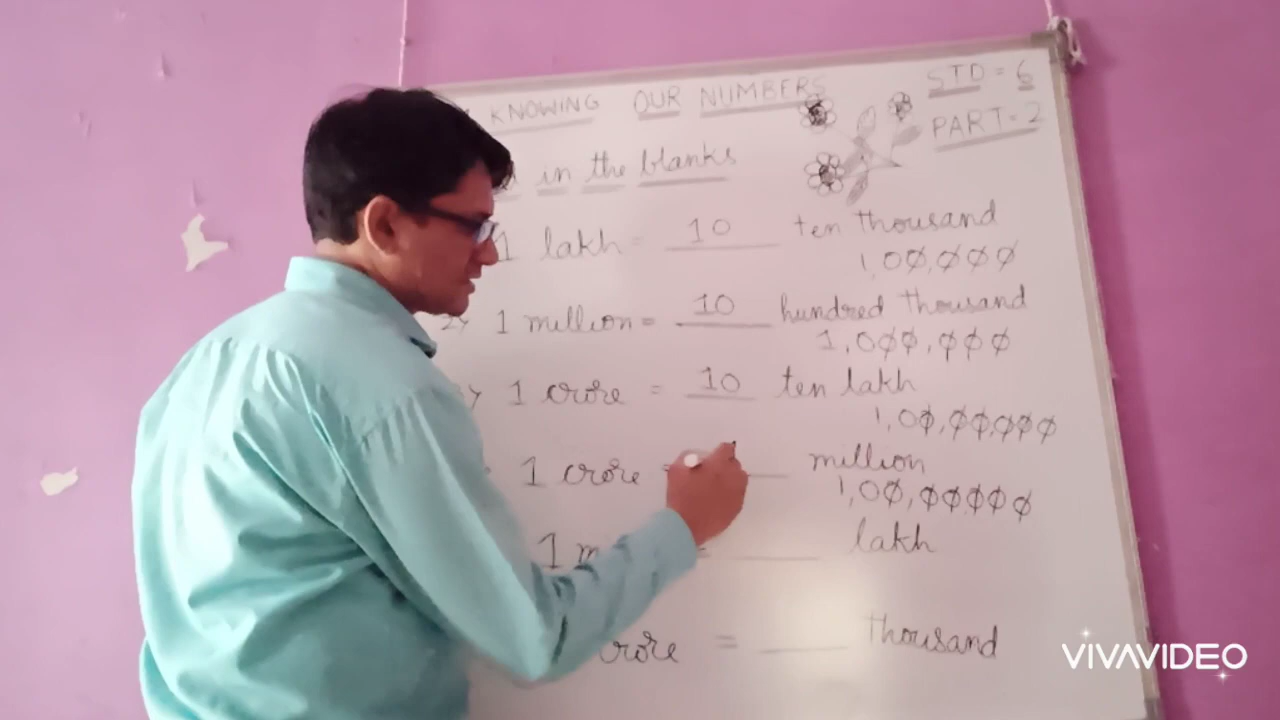 KNOWING OUR NUMBERS
STD = 6
PART - 2
in the blanks
1 lakh = 10 ten thousand
1,00,000
2) 1 million = 10 hundred thousand
1,000,000
1 crore = 10 ten lakh
1,00,00,000
1 crore = million
1,00,00000
1 = lakh
crore = thousand
VIVAVIDEO